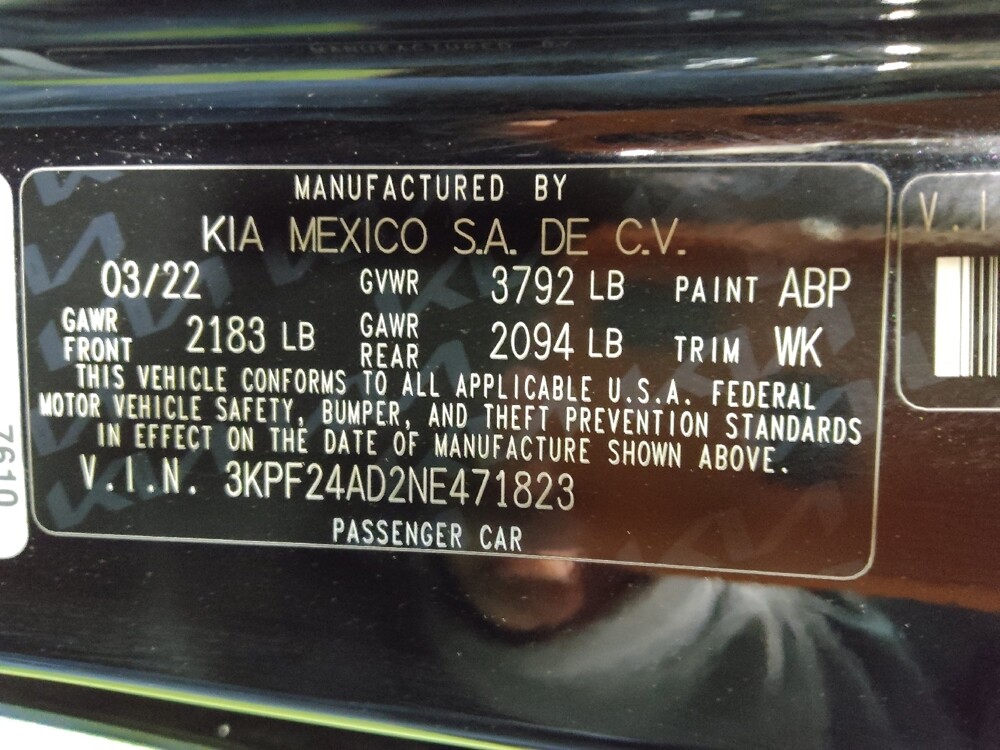 MANUFACTURED BY
KIA MEXICO S.A. DE C.V.
03/22 GVWR 3792 LB PAINT ABP
GAWR FRONT 2183 LB GAWR REAR 2094 LB TRIM WK
THIS VEHICLE CONFORMS TO ALL APPLICABLE U.S.A. FEDERAL
MOTOR VEHICLE SAFETY, BUMPER, AND THEFT PREVENTION STANDARDS
IN EFFECT ON THE DATE OF MANUFACTURE SHOWN ABOVE.
V.I.N. 3KPF24AD2NE471823
PASSENGER CAR
V.I
7610